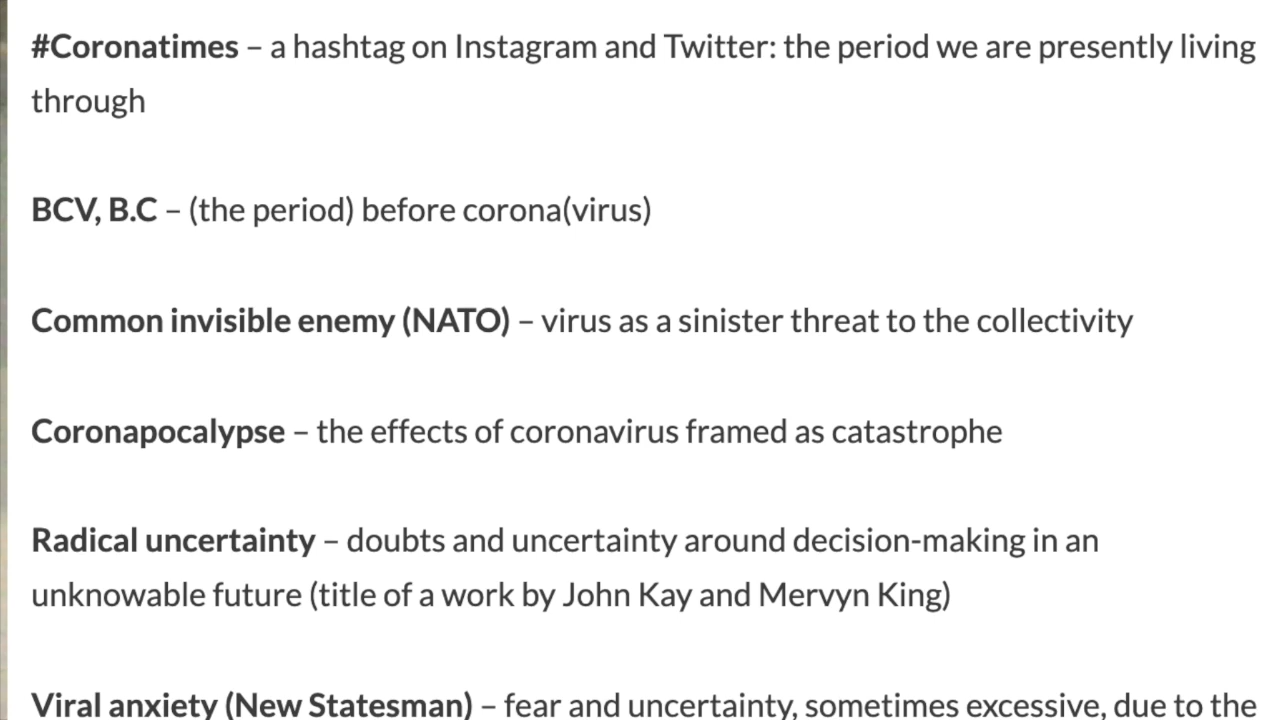 #Coronatimes – a hashtag on Instagram and Twitter: the period we are presently living
through
BCV, B.C – (the period) before corona(virus)
Common invisible enemy (NATO) – virus as a sinister threat to the collectivity
Coronapocalypse – the effects of coronavirus framed as catastrophe
Radical uncertainty – doubts and uncertainty around decision-making in an
unknowable future (title of a work by John Kay and Mervyn King)
Viral anxiety (New Statesman) – fear and uncertainty, sometimes excessive, due to the